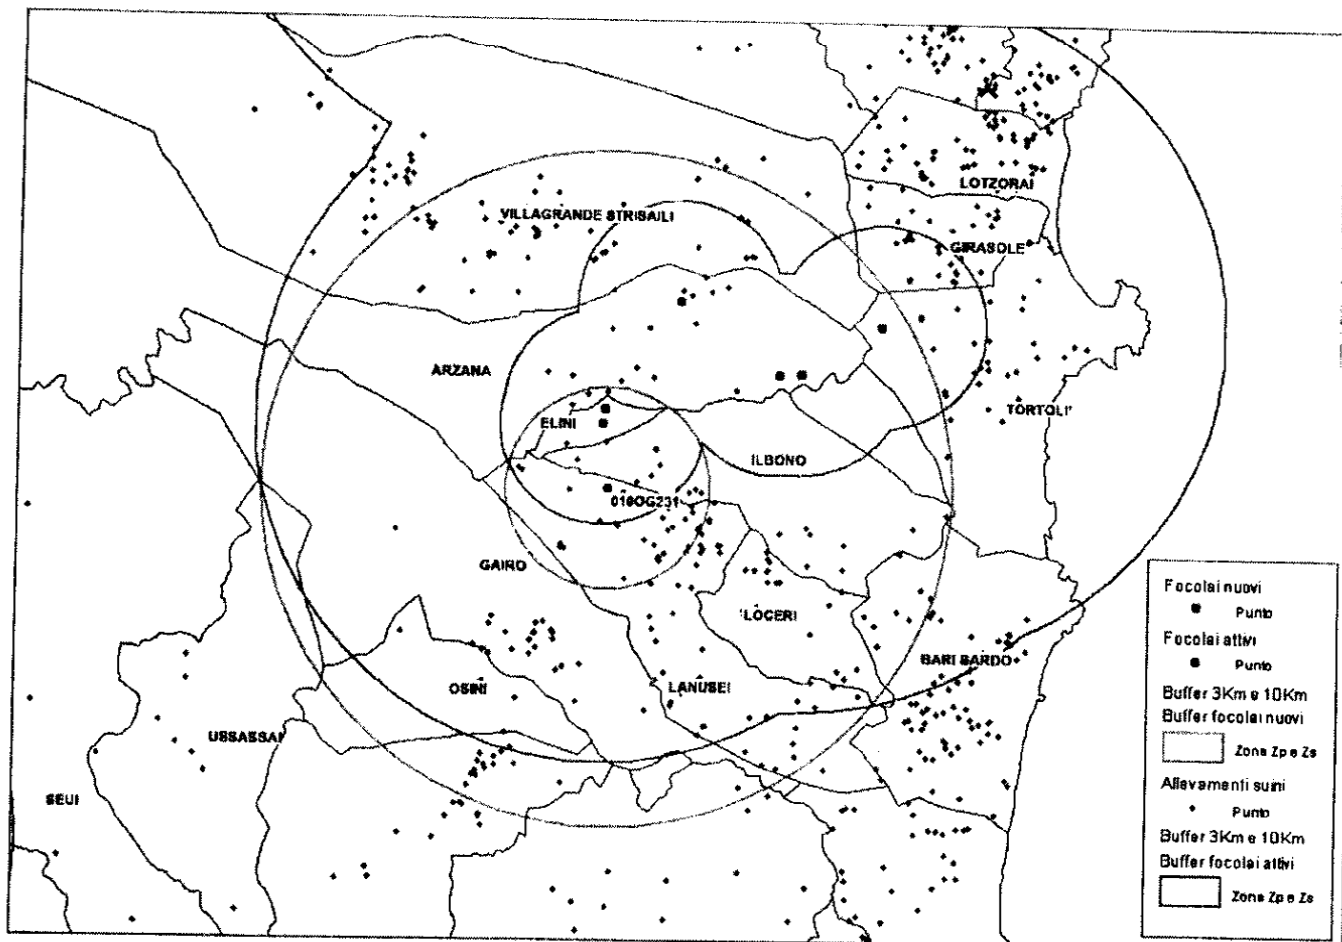 LOTZORAI
VILLAGRANDE STRISAILI
GIRASOLE
ARZANA
TORTOLI'
ELINI
ILBONO
018OG231
GAIRO
LOCERI
BARI SARDO
OSINI
LANUSEI
USSASSAI
SEUI
Focolai nuovi
Punto
Focolai attivi
Punto
Buffer 3Km e 10Km
Buffer focolai nuovi
Zona Zp e Zs
Allevamenti suini
Punto
Buffer 3Km e 10Km
Buffer focolai attivi
Zona Zp e Zs